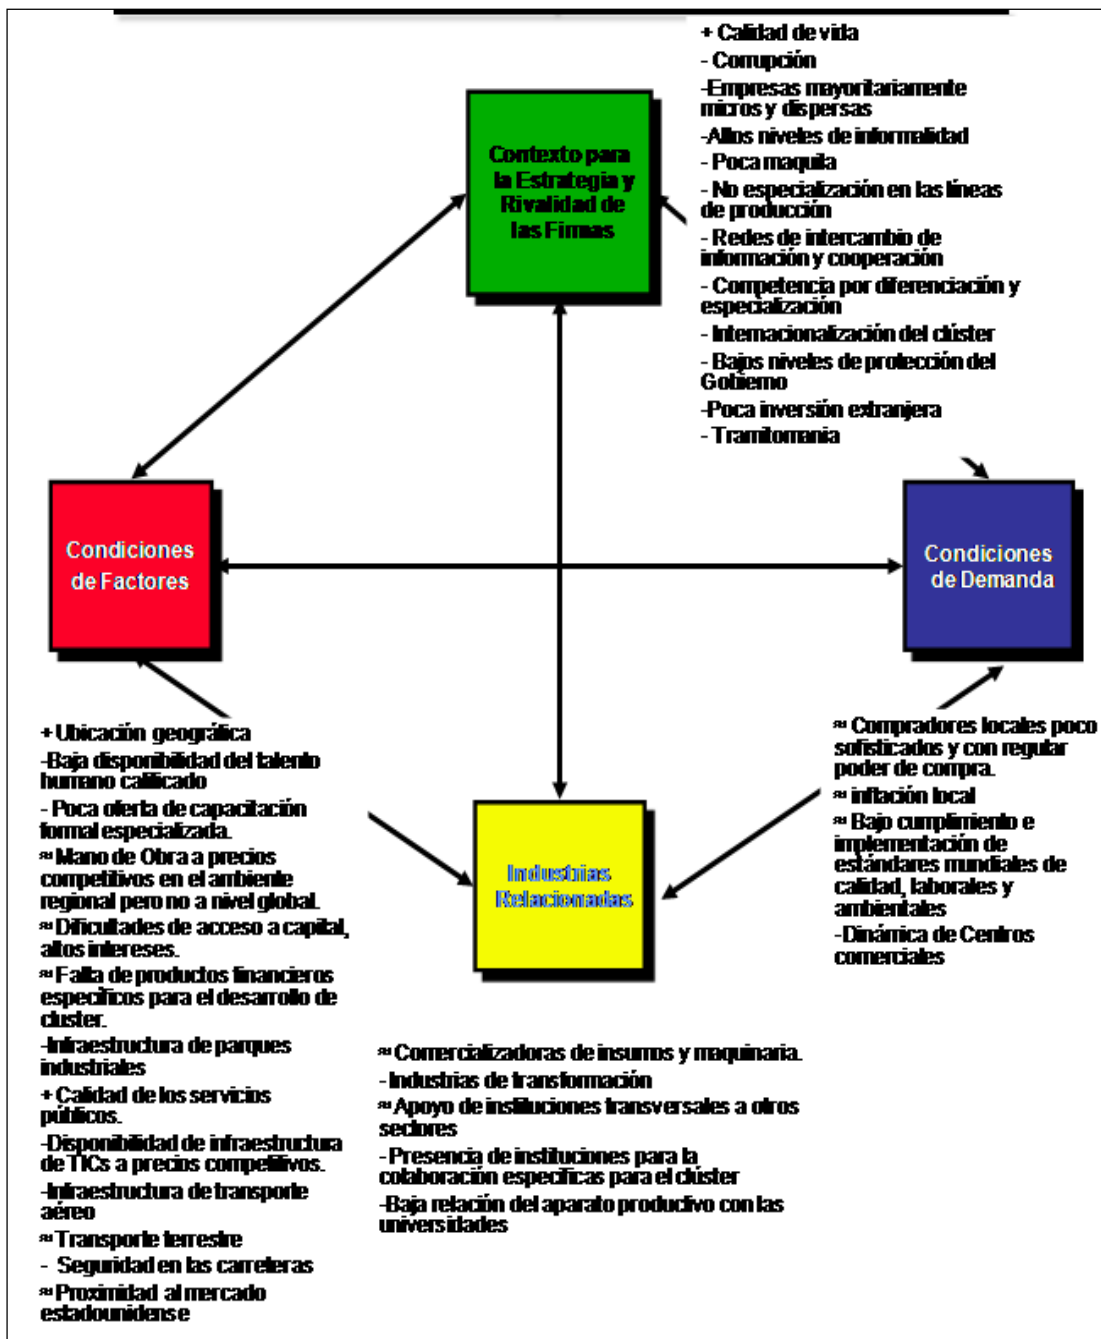 + Calidad de vida
- Corrupción
-Empresas mayoritariamente
micros y dispersas
-Altos niveles de informalidad
- Poca maquila
- No especialización en las líneas
de producción
- Redes de intercambio de
información y cooperación
- Competencia por diferenciación y
especialización
- Internacionalización del clúster
- Bajos niveles de protección del
Gobierno
-Poca inversión extranjera
- Tramitomania
Contexto para
la Estrategia y
Rivalidad de
las Firmas
Condiciones
de Factores
Condiciones
de Demanda
+ Ubicación geográfica
-Baja disponibilidad del talento
humano calificado
- Poca oferta de capacitación
formal especializada.
≈ Mano de Obra a precios
competitivos en el ambiente
regional pero no a nivel global.
≈ Dificultades de acceso a capital,
altos intereses.
≈ Falta de productos financieros
específicos para el desarrollo de
cluster.
-Infraestructura de parques
industriales
+ Calidad de los servicios
públicos.
-Disponibilidad de infraestructura
de TICs a precios competitivos.
-Infraestructura de transporte
aéreo
≈ Transporte terrestre
- Seguridad en las carreteras
≈ Proximidad al mercado
estadounidense
Industrias
Relacionadas
≈ Compradores locales poco
sofisticados y con regular
poder de compra.
≈ inflación local
≈ Bajo cumplimiento e
implementación de
estándares mundiales de
calidad, laborales y
ambientales
-Dinámica de Centros
comerciales
≈ Comercializadoras de insumos y maquinaria.
- Industrias de transformación
≈ Apoyo de instituciones transversales a otros
sectores
- Presencia de instituciones para la
colaboración específicas para el clúster
-Baja relación del aparato productivo con las
universidades